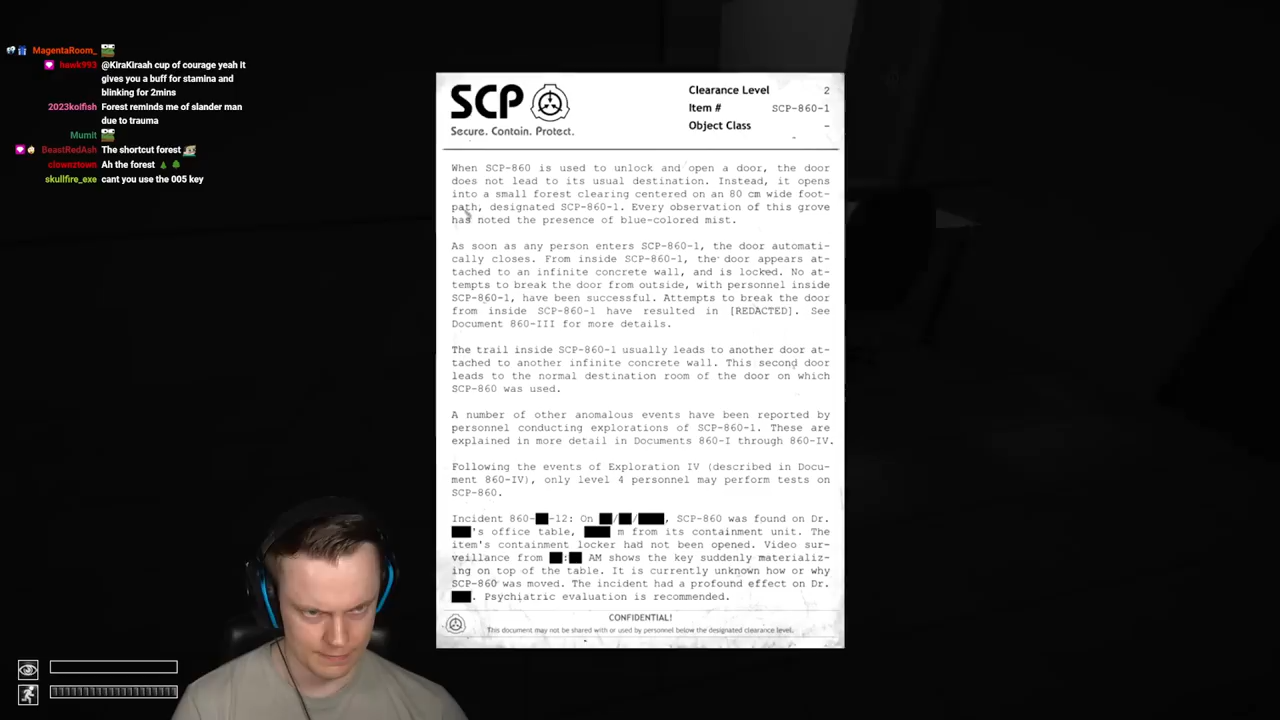 MagentaRoom_
hawk993 @KiraKiraah cup of courage yeah it
gives you a buff for stamina and
blinking for 2mins
2023koifish Forest reminds me of slander man
due to trauma
Mumit
BeastRedAsh The shortcut forest
clownztown Ah the forest
skullfire_exe cant you use the 005 key
SCP
Secure. Contain. Protect.
Clearance Level 2
Item # SCP-860-1
Object Class –
When SCP-860 is used to unlock and open a door, the door
does not lead to its usual destination. Instead, it opens
into a small forest clearing centered on an 80 cm wide foot-
path, designated SCP-860-1. Every observation of this grove
has noted the presence of blue-colored mist.
As soon as any person enters SCP-860-1, the door automati-
cally closes. From inside SCP-860-1, the door appears at-
tached to an infinite concrete wall, and is locked. No at-
tempts to break the door from outside, with personnel inside
SCP-860-1, have been successful. Attempts to break the door
from inside SCP-860-1 have resulted in [REDACTED]. See
Document 860-III for more details.
The trail inside SCP-860-1 usually leads to another door at-
tached to another infinite concrete wall. This second door
leads to the normal destination room of the door on which
SCP-860 was used.
A number of other anomalous events have been reported by
personnel conducting explorations of SCP-860-1. These are
explained in more detail in Documents 860-I through 860-IV.
Following the events of Exploration IV (described in Docu-
ment 860-IV), only level 4 personnel may perform tests on
SCP-860.
Incident 860-██-12: On ██/██/████, SCP-860 was found on Dr.
███'s office table, ████ m from its containment unit. The
item's containment locker had not been opened. Video sur-
veillance from ██:██ AM shows the key suddenly materializ-
ing on top of the table. It is currently unknown how or why
SCP-860 was moved. The incident had a profound effect on Dr.
███. Psychiatric evaluation is recommended.
CONFIDENTIAL!
This document may not be shared with or used by personnel below the designated clearance level.